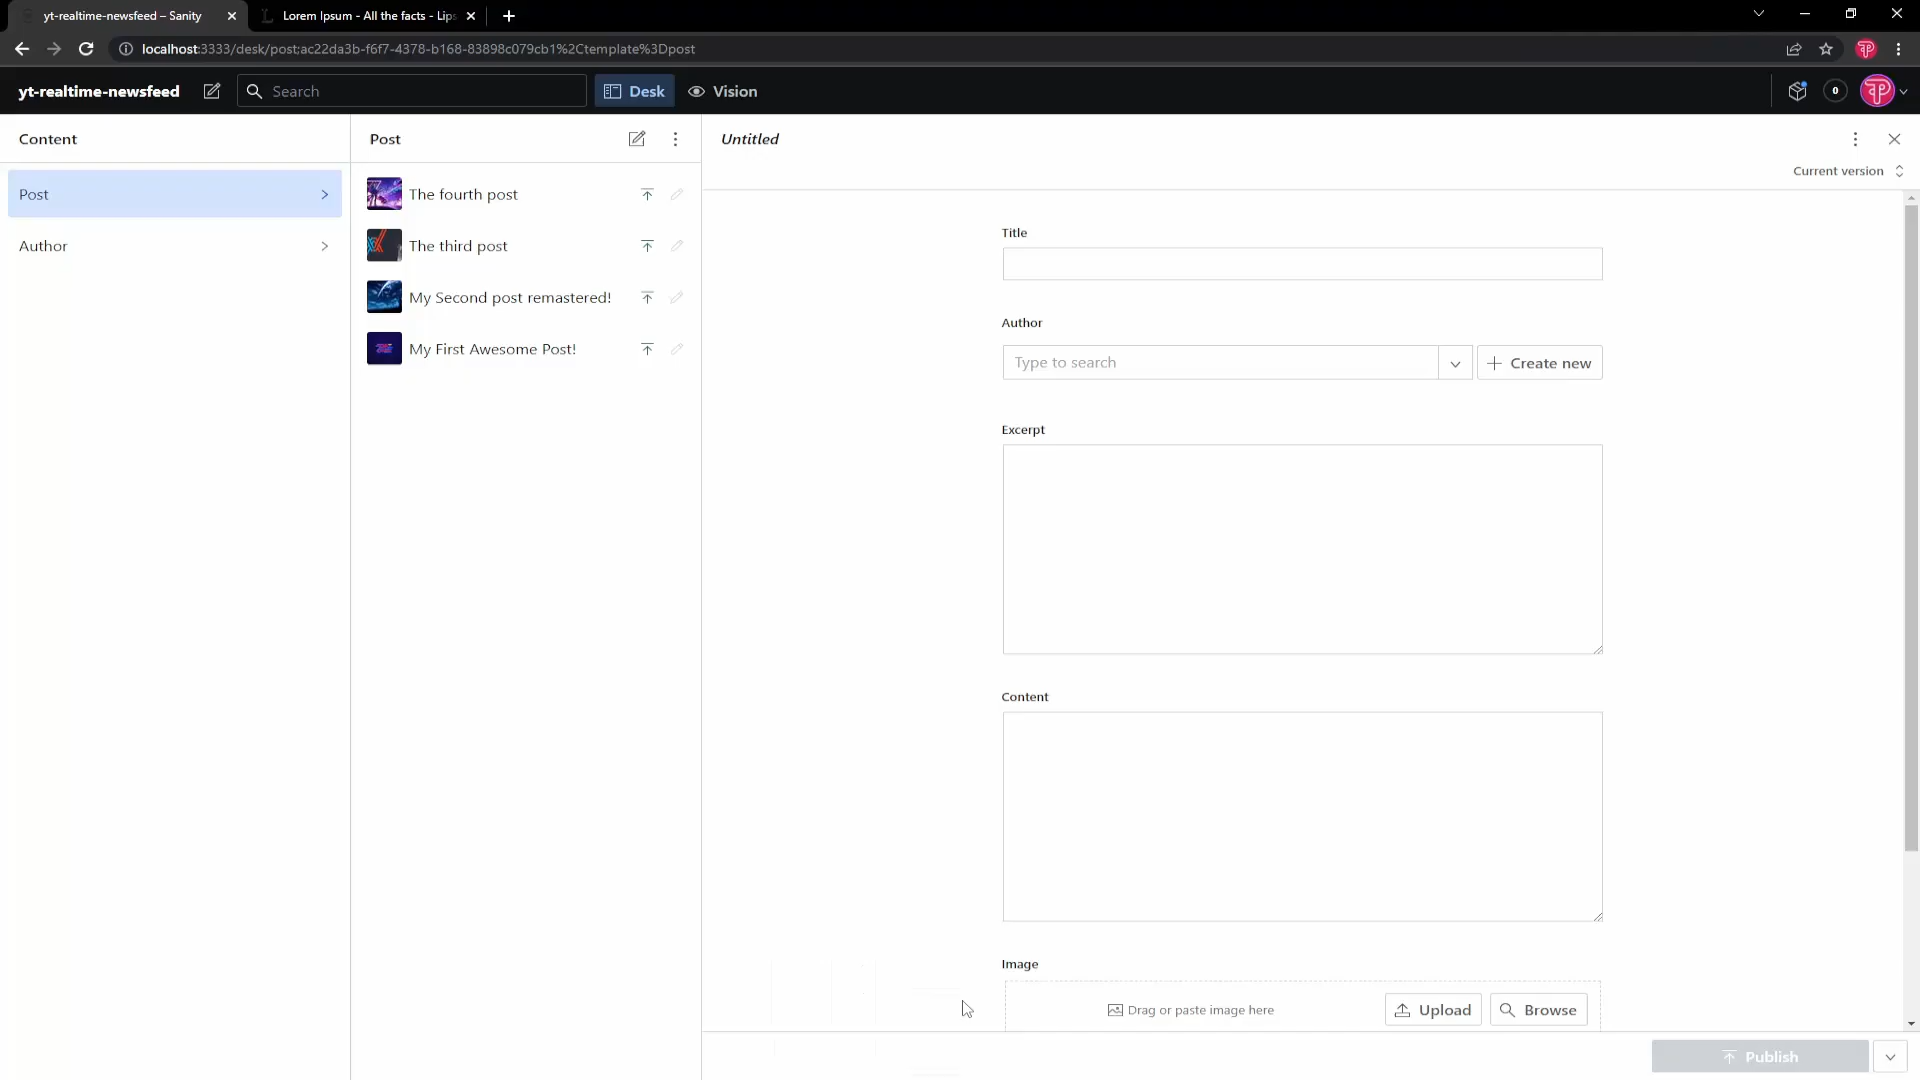 yt-realtime-newsfeed – Sanity
Lorem Ipsum - All the facts - Lips
localhost:3333/desk/post;ac22da3b-f6f7-4378-b168-83898c079cb1%2Ctemplate%3Dpost
yt-realtime-newsfeed
Search
Desk
Vision
0
Content
Post
Untitled
Current version
Post
Author
The fourth post
The third post
My Second post remastered!
My First Awesome Post!
Title
Author
Type to search
Create new
Excerpt
Content
Image
Drag or paste image here
Upload
Browse
Publish